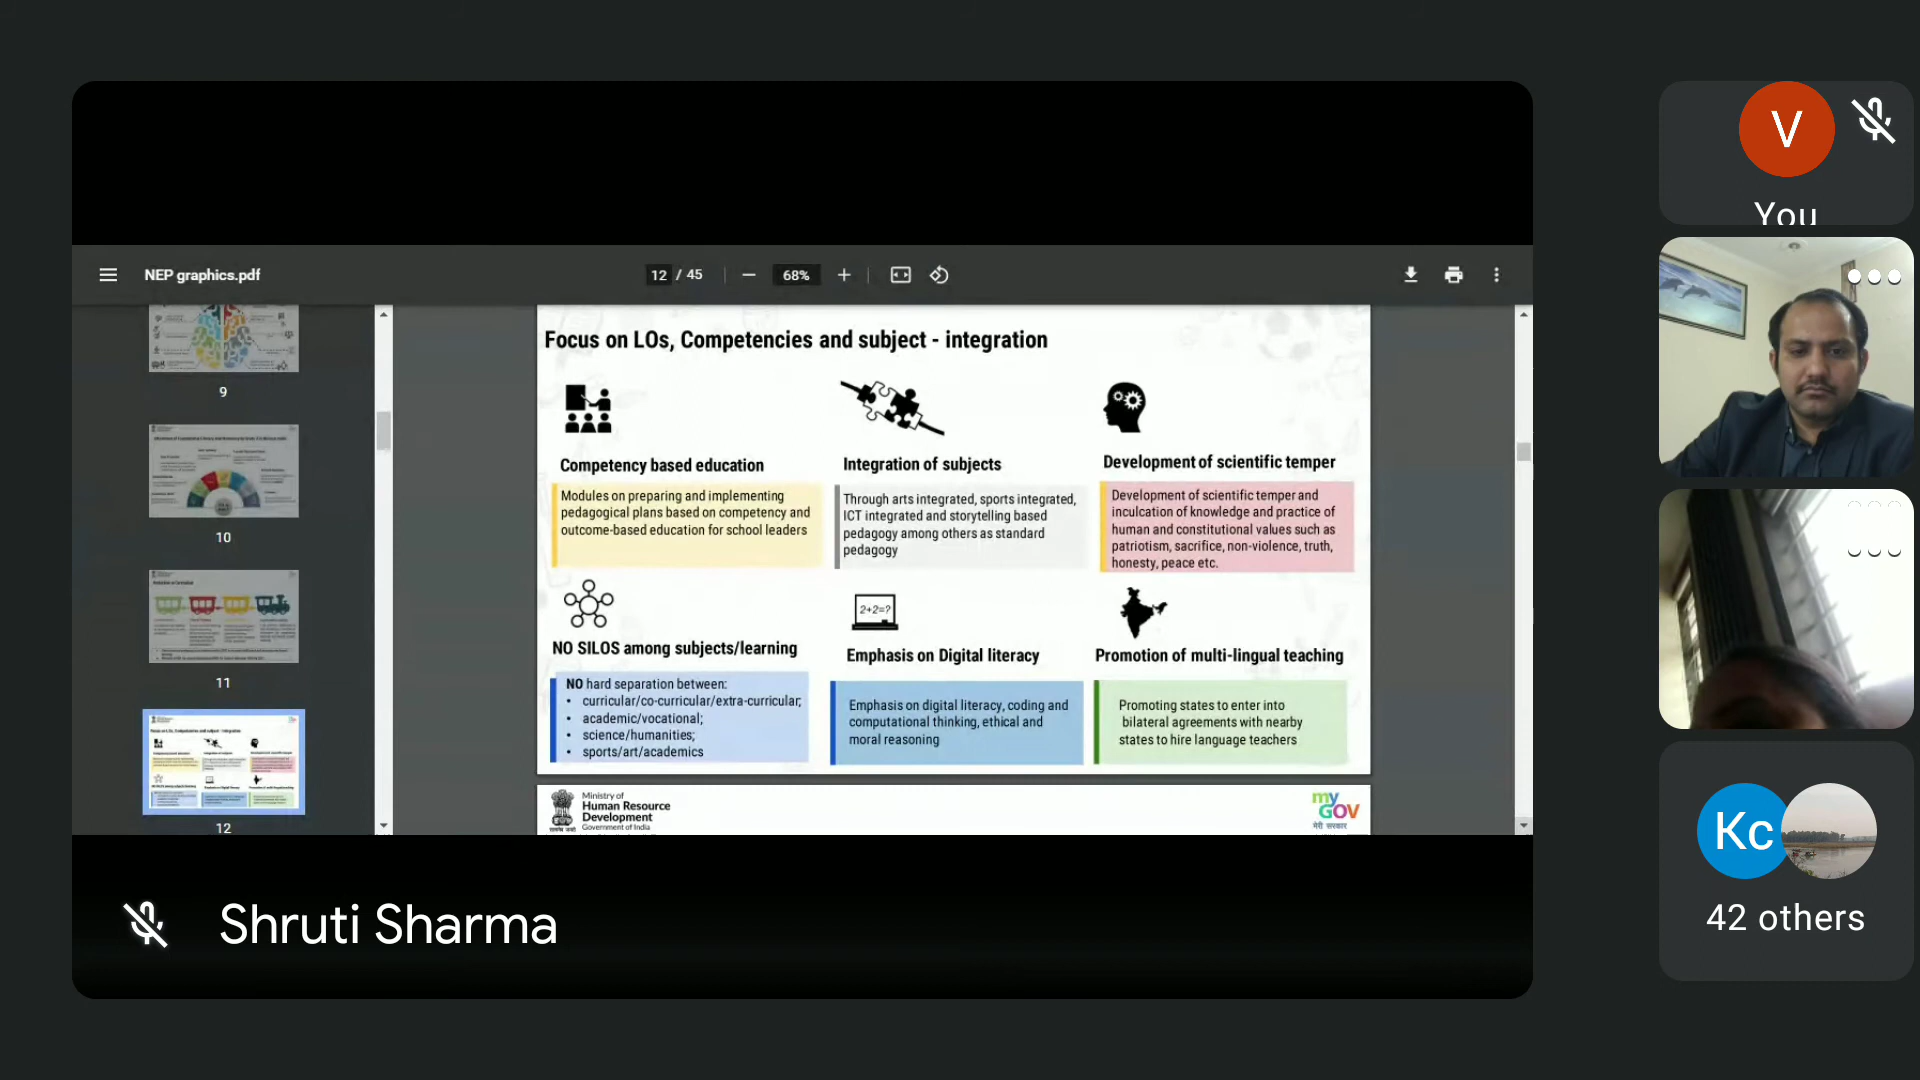 NEP graphics.pdf
12 / 45
68%
9
10
11
12
Focus on LOs, Competencies and subject - integration
Competency based education
Modules on preparing and implementing
pedagogical plans based on competency and
outcome-based education for school leaders
Integration of subjects
Through arts integrated, sports integrated,
ICT integrated and storytelling based
pedagogy among others as standard
pedagogy
Development of scientific temper
Development of scientific temper and
inculcation of knowledge and practice of
human and constitutional values such as
patriotism, sacrifice, non-violence, truth,
honesty, peace etc.
NO SILOS among subjects/learning
NO hard separation between:
• curricular/co-curricular/extra-curricular;
• academic/vocational;
• science/humanities;
• sports/art/academics
2+2=?
Emphasis on Digital literacy
Emphasis on digital literacy, coding and
computational thinking, ethical and
moral reasoning
Promotion of multi-lingual teaching
Promoting states to enter into
bilateral agreements with nearby
states to hire language teachers
Ministry of
Human Resource
Development
Government of India
my
GOV
मेरी सरकार
Shruti Sharma
V
You
Kc
42 others